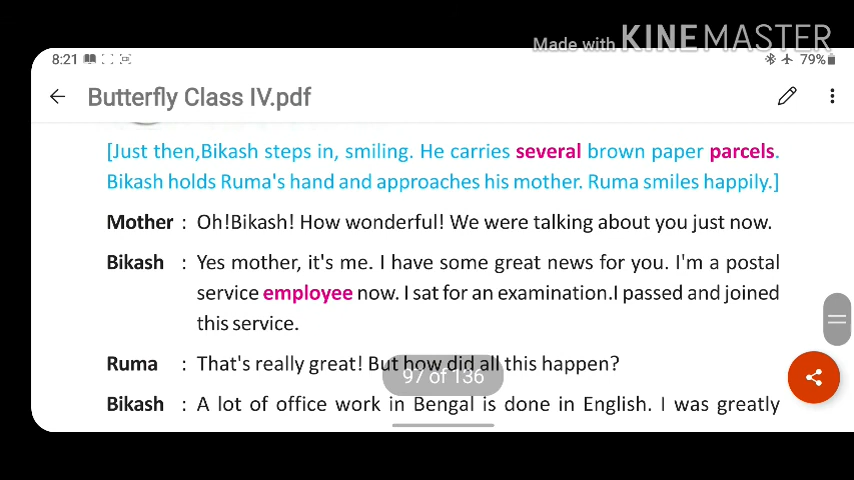 Made with KINEMASTER
8:21 79%
Butterfly Class IV.pdf
[Just then,Bikash steps in, smiling. He carries several brown paper parcels.
Bikash holds Ruma's hand and approaches his mother. Ruma smiles happily.]
Mother : Oh!Bikash! How wonderful! We were talking about you just now.
Bikash : Yes mother, it's me. I have some great news for you. I'm a postal
service employee now. I sat for an examination.I passed and joined
this service.
Ruma : That's really great! But how did all this happen?
97 of 136
Bikash : A lot of office work in Bengal is done in English. I was greatly